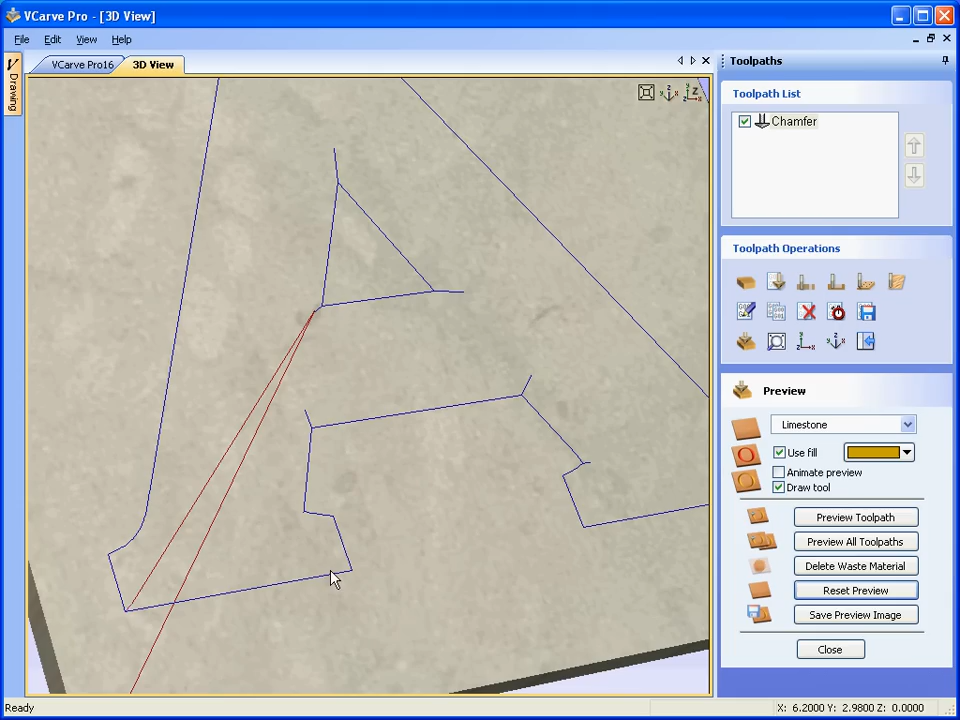 VCarve Pro - [3D View]
File Edit View Help
V Drawing
VCarve Pro16 3D View
Toolpaths
Toolpath List
Chamfer
Toolpath Operations
Preview
Limestone
Use fill
Animate preview
Draw tool
Preview Toolpath
Preview All Toolpaths
Delete Waste Material
Reset Preview
Save Preview Image
Close
Ready
X: 6.2000 Y: 2.9800 Z: 0.0000